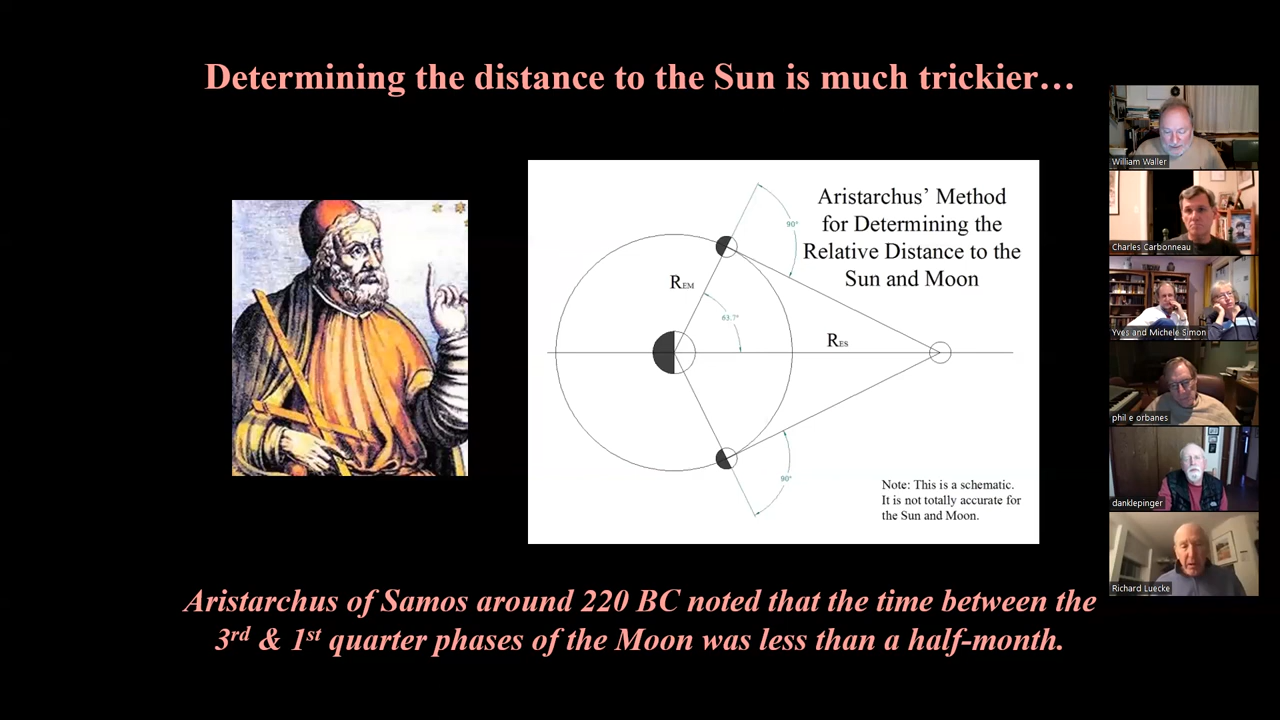 Determining the distance to the Sun is much trickier…
Aristarchus' Method
for Determining the
Relative Distance to the
Sun and Moon
90°
REM
63.7°
RES
90°
Note: This is a schematic.
It is not totally accurate for
the Sun and Moon.
Aristarchus of Samos around 220 BC noted that the time between the
3rd & 1st quarter phases of the Moon was less than a half-month.
William Waller
Charles Carbonneau
Yves and Michele Simon
phil e orbanes
danklepinger
Richard Luecke